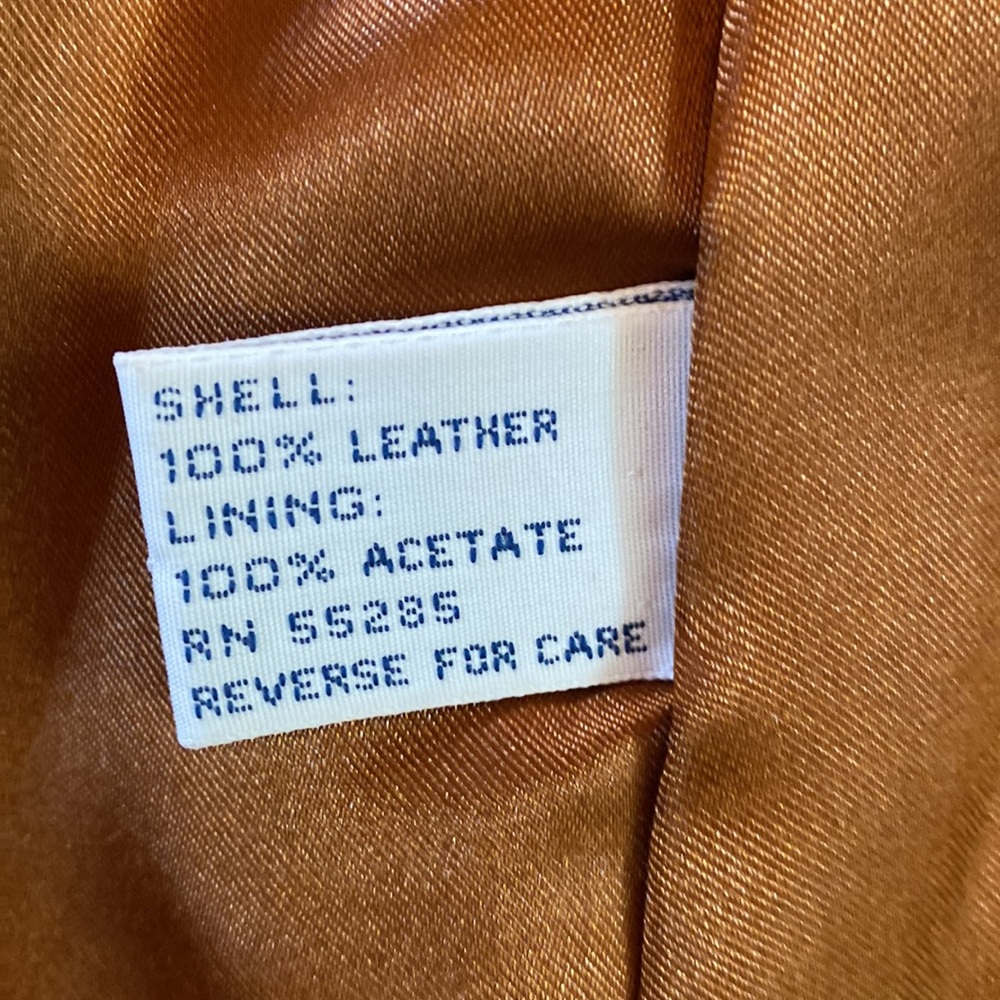 SHELL:
100% LEATHER
LINING:
100% ACETATE
RN 55285
REVERSE FOR CARE